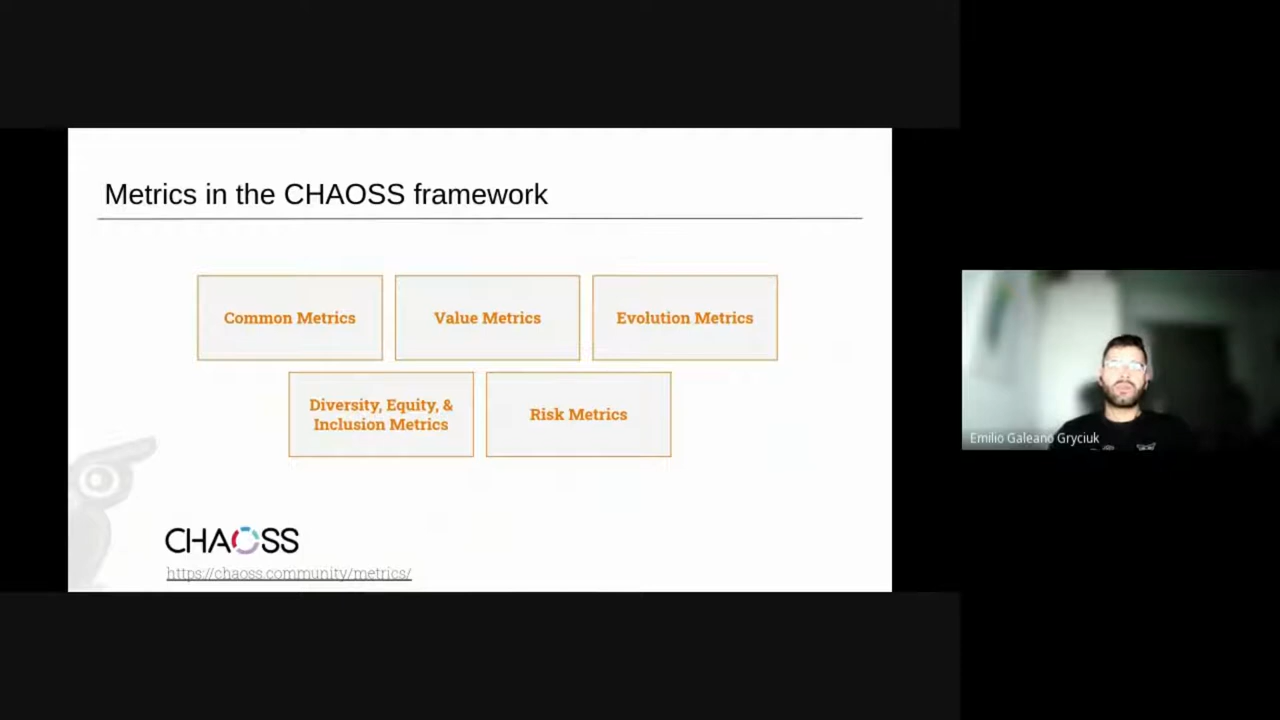 Metrics in the CHAOSS framework
Common Metrics
Value Metrics
Evolution Metrics
Diversity, Equity, &
Inclusion Metrics
Risk Metrics
CHAOSS
https://chaoss.community/metrics/
Emilio Galeano Gryciuk